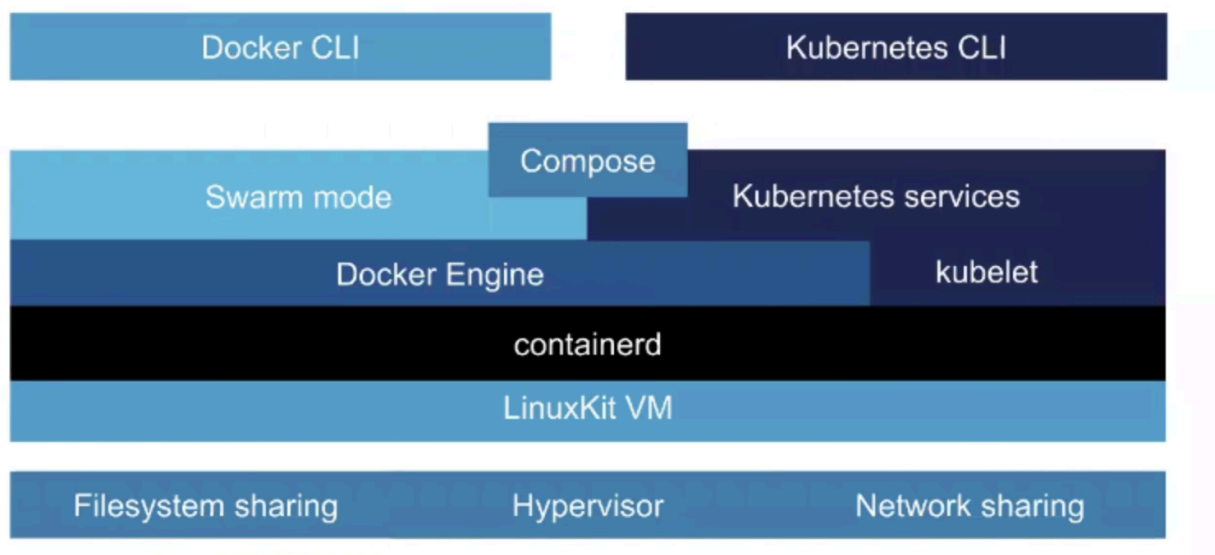 Docker CLI
Kubernetes CLI
Compose
Swarm mode
Kubernetes services
Docker Engine
kubelet
containerd
LinuxKit VM
Filesystem sharing
Hypervisor
Network sharing